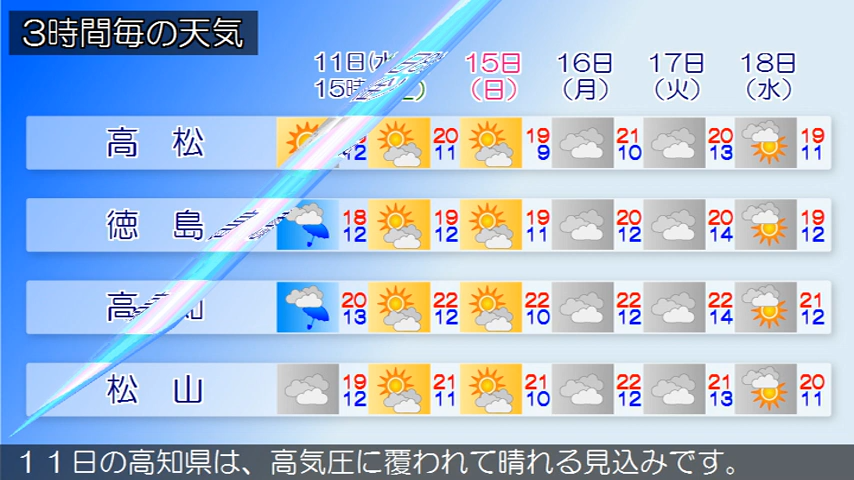 3時間毎の天気
11日(水) 15日 16日 17日 18日
15時 (日) (月) (火) (水)
高松 12 20 11 19 9 21 10 20 13 19 11
徳島 18 12 19 12 19 11 20 12 20 14 19 12
高知 20 13 22 12 22 10 22 12 22 14 21 12
松山 19 12 21 11 21 10 22 12 21 13 20 11
11日の高知県は、高気圧に覆われて晴れる見込みです。